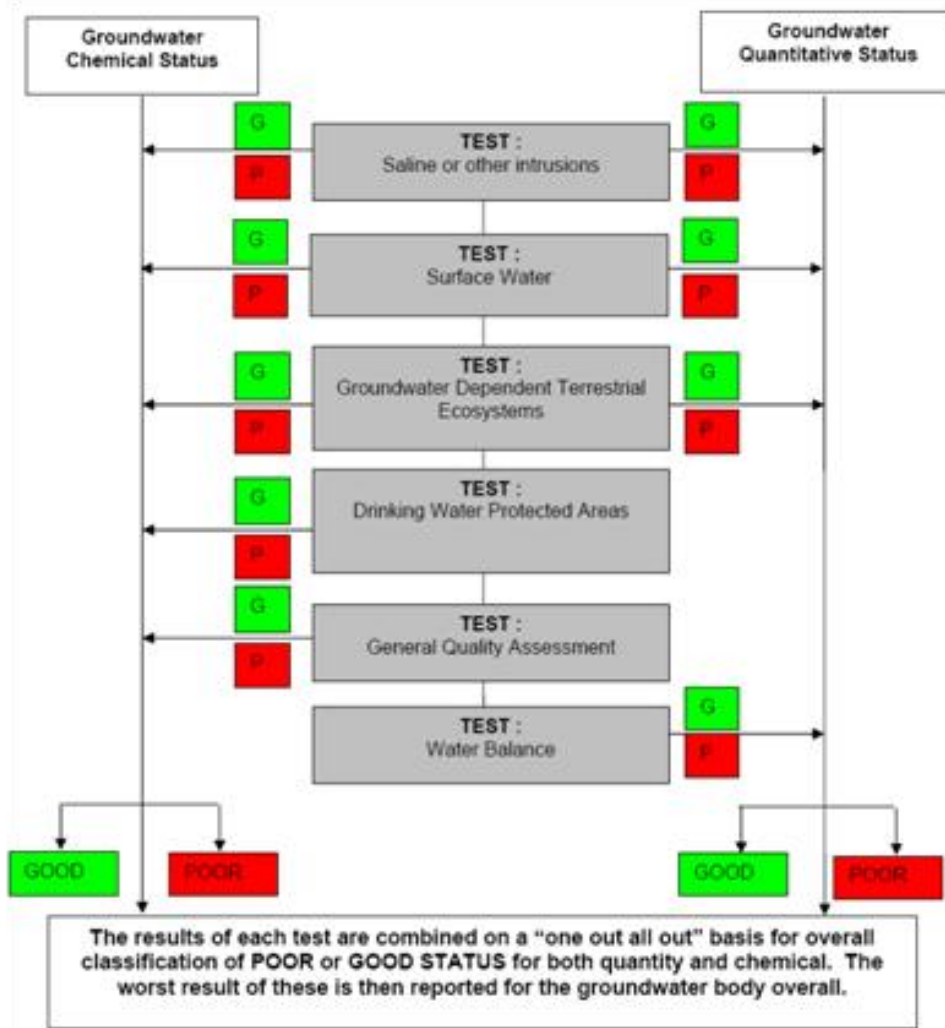 Groundwater
Chemical Status
Groundwater
Quantitative Status
G
P
TEST :
Saline or other intrusions
G
P
G
P
TEST :
Surface Water
G
P
G
P
TEST :
Groundwater Dependent Terrestrial
Ecosystems
G
P
G
P
TEST :
Drinking Water Protected Areas
G
P
TEST :
General Quality Assessment
TEST :
Water Balance
G
P
GOOD
POOR
GOOD
POOR
The results of each test are combined on a “one out all out” basis for overall
classification of POOR or GOOD STATUS for both quantity and chemical. The
worst result of these is then reported for the groundwater body overall.